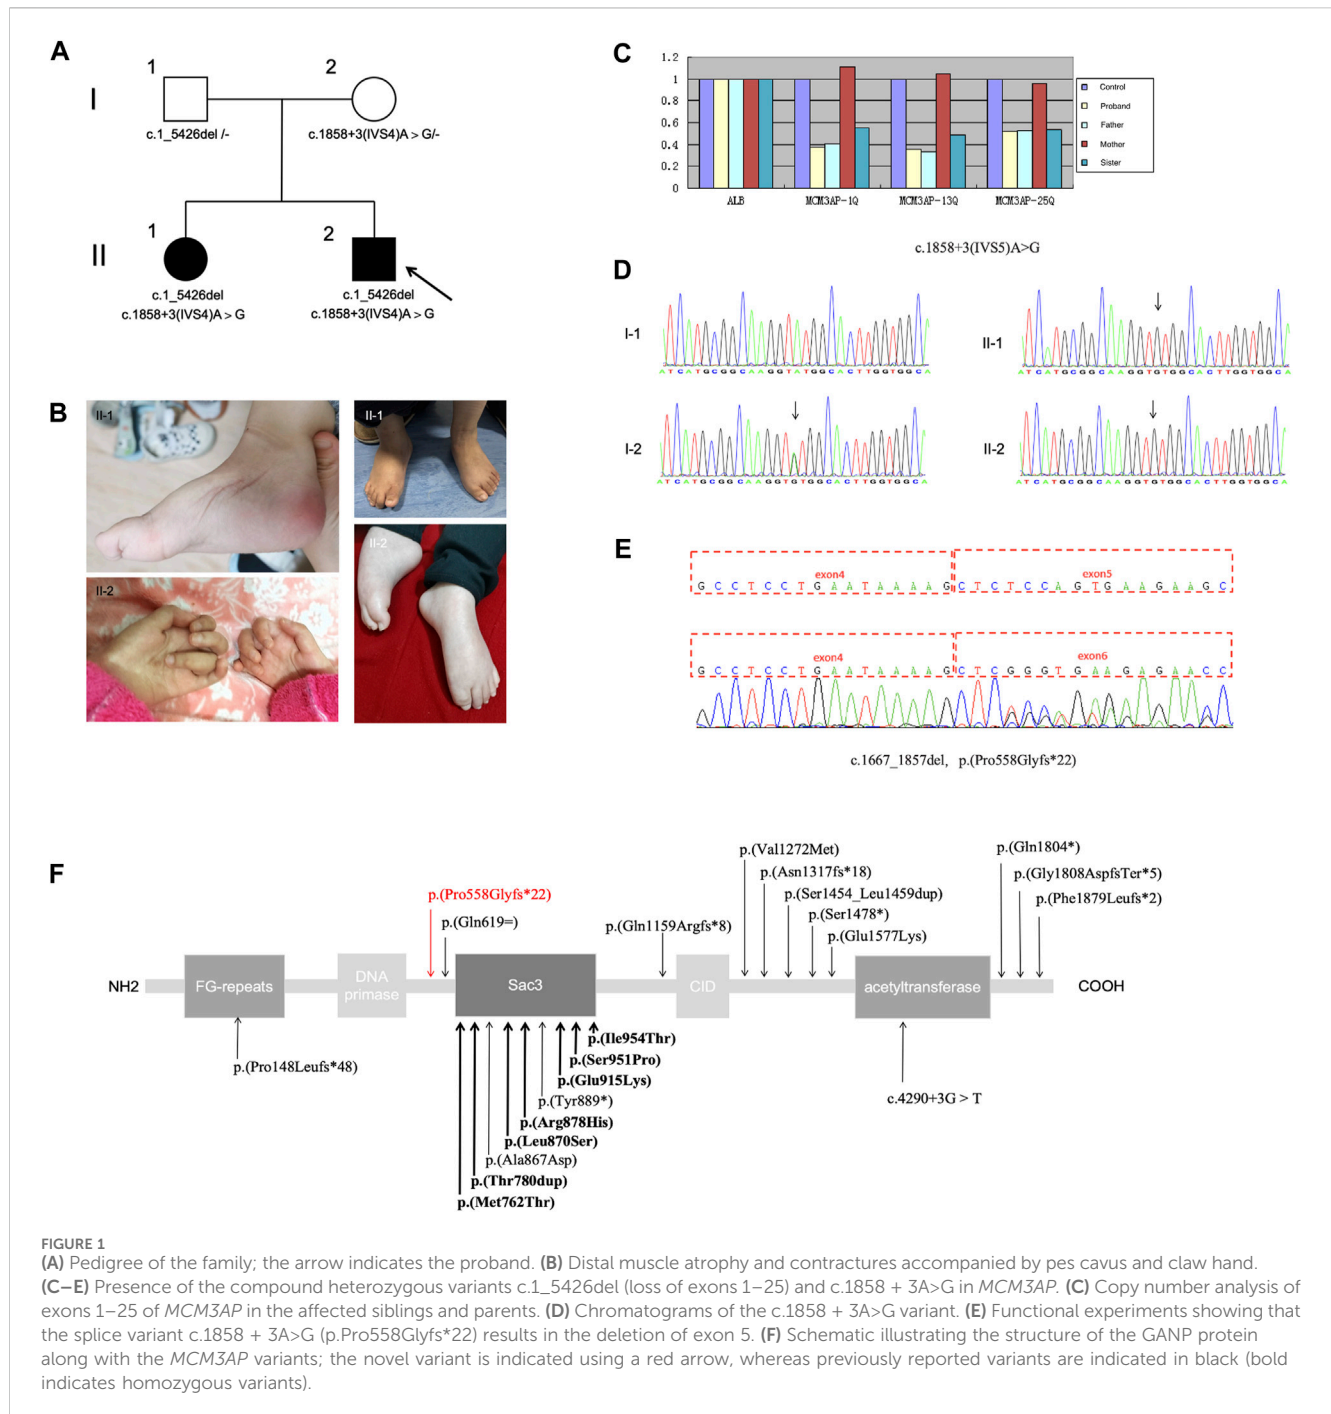 A
1
2
I
c.1_5426del /-
c.1858+3(IVS4)A > G/-
1
2
II
c.1_5426del
c.1858+3(IVS4)A > G
c.1_5426del
c.1858+3(IVS4)A > G
B
II-1
II-1
II-2
II-2
C
1.2
1
0.8
0.6
0.4
0.2
0
ALB
MCM3AP-1Q
MCM3AP-13Q
MCM3AP-25Q
Control
Proband
Father
Mother
Sister
c.1858+3(IVS5)A>G
D
I-1
ATCATGCGGCAAGGTATGGCACTTGGTGGCA
II-1
ATCATGCGGCAAGGTGTGGCACTTGGTGGCA
I-2
ATCATGCGGCAAGGTGTGGCACTTGGTGGCA
II-2
ATCATGCGGCAAGGTGTGGCACTTGGTGGCA
E
exon4
exon5
G C C T C C T G A A T A A A A G C T C T C C A G T G A A G A A G C
exon4
exon6
G C C T C C T G A A T A A A A G C T C G G G T G A A G A G A A C C
c.1667_1857del, p.(Pro558Glyfs*22)
F
p.(Pro558Glyfs*22)
p.(Gln619=)
p.(Gln1159Argfs*8)
p.(Val1272Met)
p.(Asn1317fs*18)
p.(Ser1454_Leu1459dup)
p.(Ser1478*)
p.(Glu1577Lys)
p.(Gln1804*)
p.(Gly1808AspfsTer*5)
p.(Phe1879Leufs*2)
NH2
FG-repeats
DNA
primase
Sac3
CID
acetyltransferase
COOH
p.(Pro148Leufs*48)
p.(Ile954Thr)
p.(Ser951Pro)
p.(Glu915Lys)
p.(Tyr889*)
p.(Arg878His)
p.(Leu870Ser)
p.(Ala867Asp)
p.(Thr780dup)
p.(Met762Thr)
c.4290+3G > T
FIGURE 1
(A) Pedigree of the family; the arrow indicates the proband. (B) Distal muscle atrophy and contractures accompanied by pes cavus and claw hand.
(C–E) Presence of the compound heterozygous variants c.1_5426del (loss of exons 1–25) and c.1858 + 3A>G in MCM3AP. (C) Copy number analysis of
exons 1–25 of MCM3AP in the affected siblings and parents. (D) Chromatograms of the c.1858 + 3A>G variant. (E) Functional experiments showing that
the splice variant c.1858 + 3A>G (p.Pro558Glyfs*22) results in the deletion of exon 5. (F) Schematic illustrating the structure of the GANP protein
along with the MCM3AP variants; the novel variant is indicated using a red arrow, whereas previously reported variants are indicated in black (bold
indicates homozygous variants).